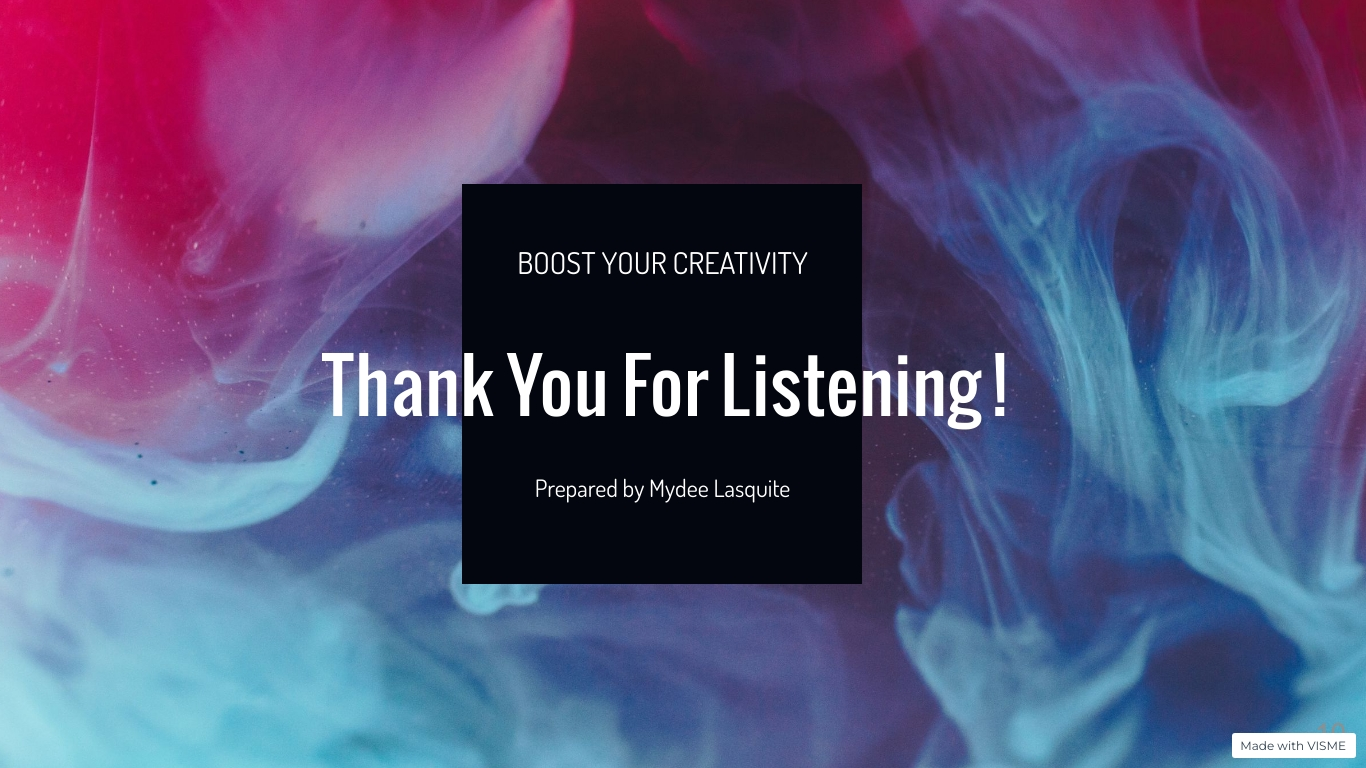 BOOST YOUR CREATIVITY
Thank You For Listening !
Prepared by Mydee Lasquite
Made with VISME